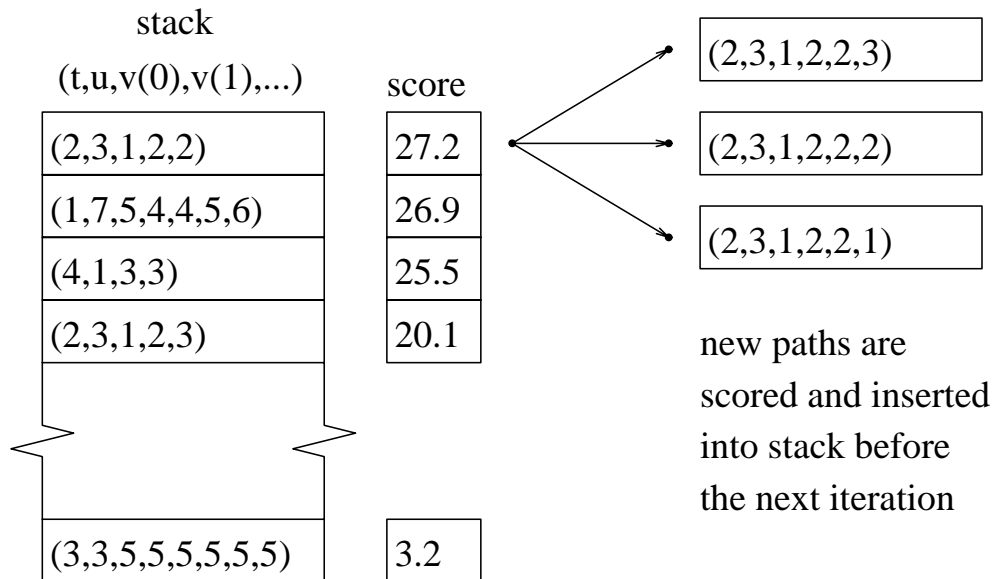 stack
(t,u,v(0),v(1),...)
score
(2,3,1,2,2)
27.2
(1,7,5,4,4,5,6)
26.9
(4,1,3,3)
25.5
(2,3,1,2,3)
20.1
(3,3,5,5,5,5,5,5)
3.2
(2,3,1,2,2,3)
(2,3,1,2,2,2)
(2,3,1,2,2,1)
new paths are
scored and inserted
into stack before
the next iteration